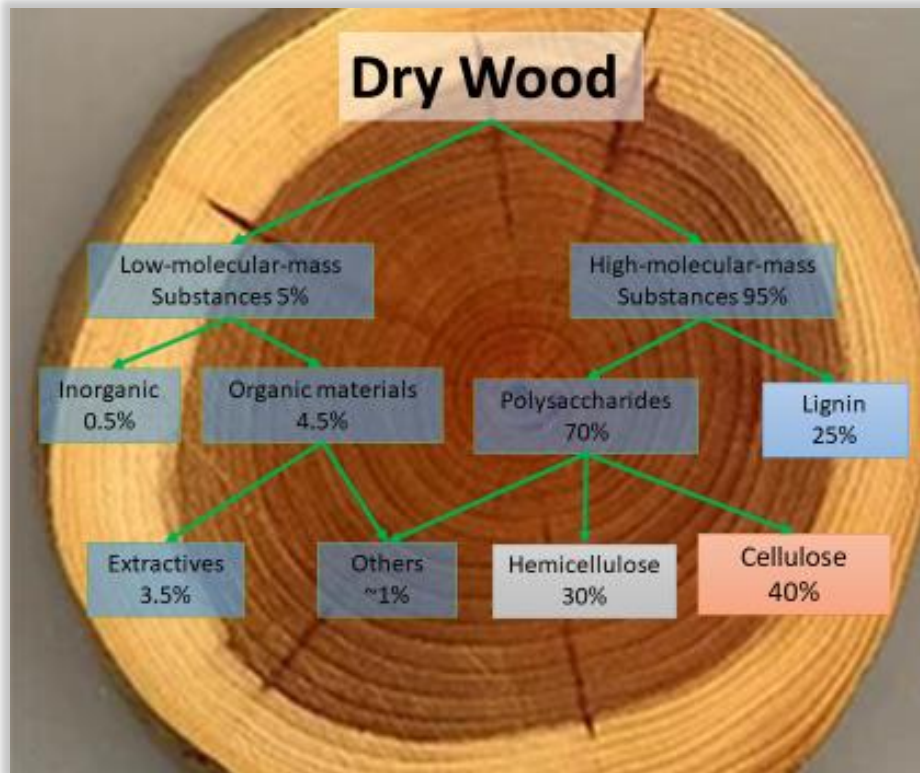 Dry Wood
Low-molecular-mass
Substances 5%
High-molecular-mass
Substances 95%
Inorganic
0.5%
Organic materials
4.5%
Polysaccharides
70%
Lignin
25%
Extractives
3.5%
Others
~1%
Hemicellulose
30%
Cellulose
40%